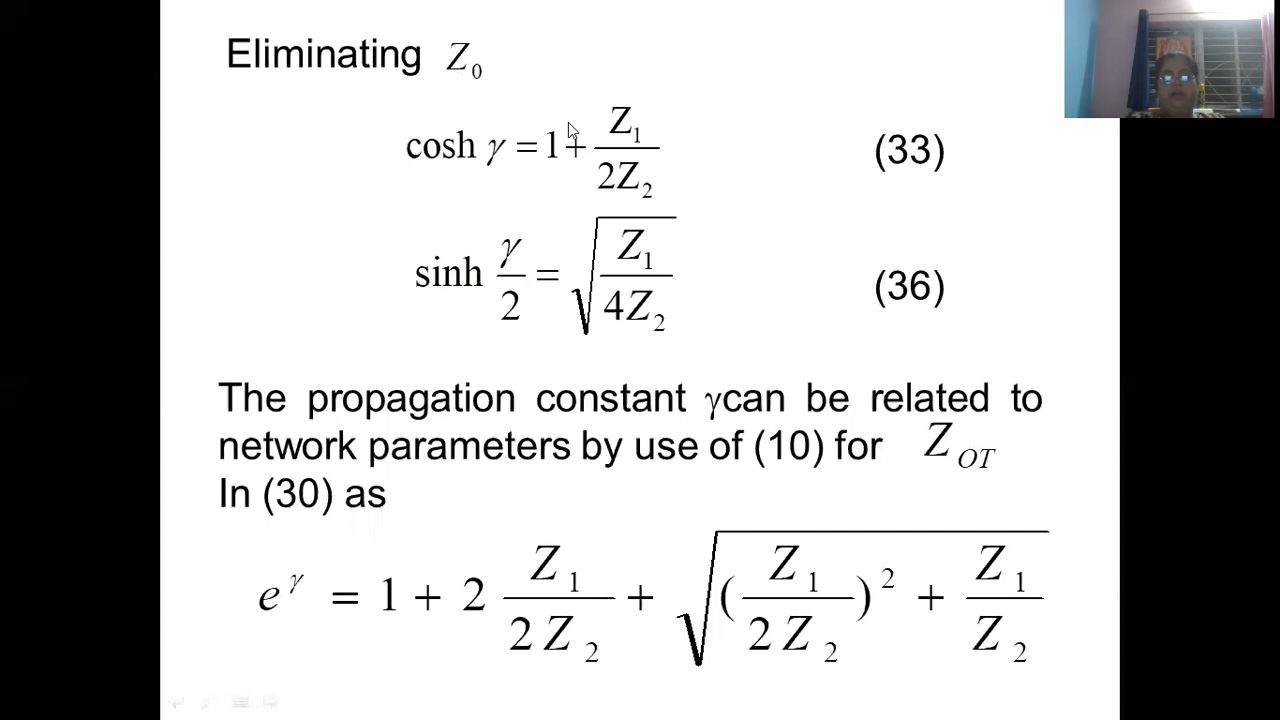 Eliminating Z₀
cosh γ = 1 + Z₁/2Z₂ (33)
sinh γ/2 = √(Z₁/4Z₂) (36)
The propagation constant γcan be related to
network parameters by use of (10) for Z_OT
In (30) as
e^γ = 1 + 2 Z₁/2Z₂ + √((Z₁/2Z₂)² + Z₁/Z₂)